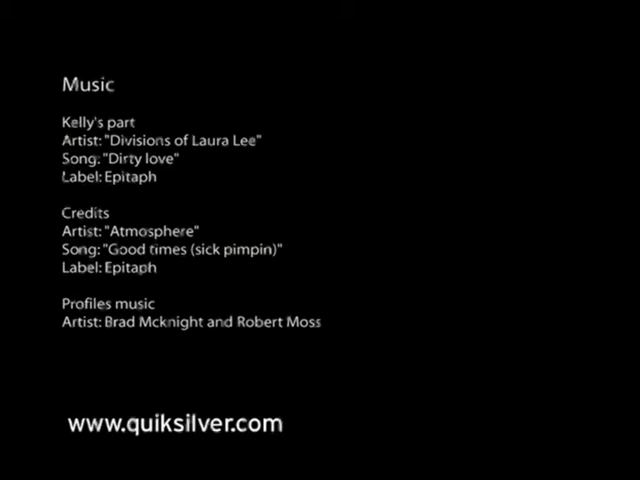 Music
Kelly's part
Artist: "Divisions of Laura Lee"
Song: "Dirty love"
Label: Epitaph
Credits
Artist: "Atmosphere"
Song: "Good times (sick pimpin)"
Label: Epitaph
Profiles music
Artist: Brad Mcknight and Robert Moss
www.quiksilver.com